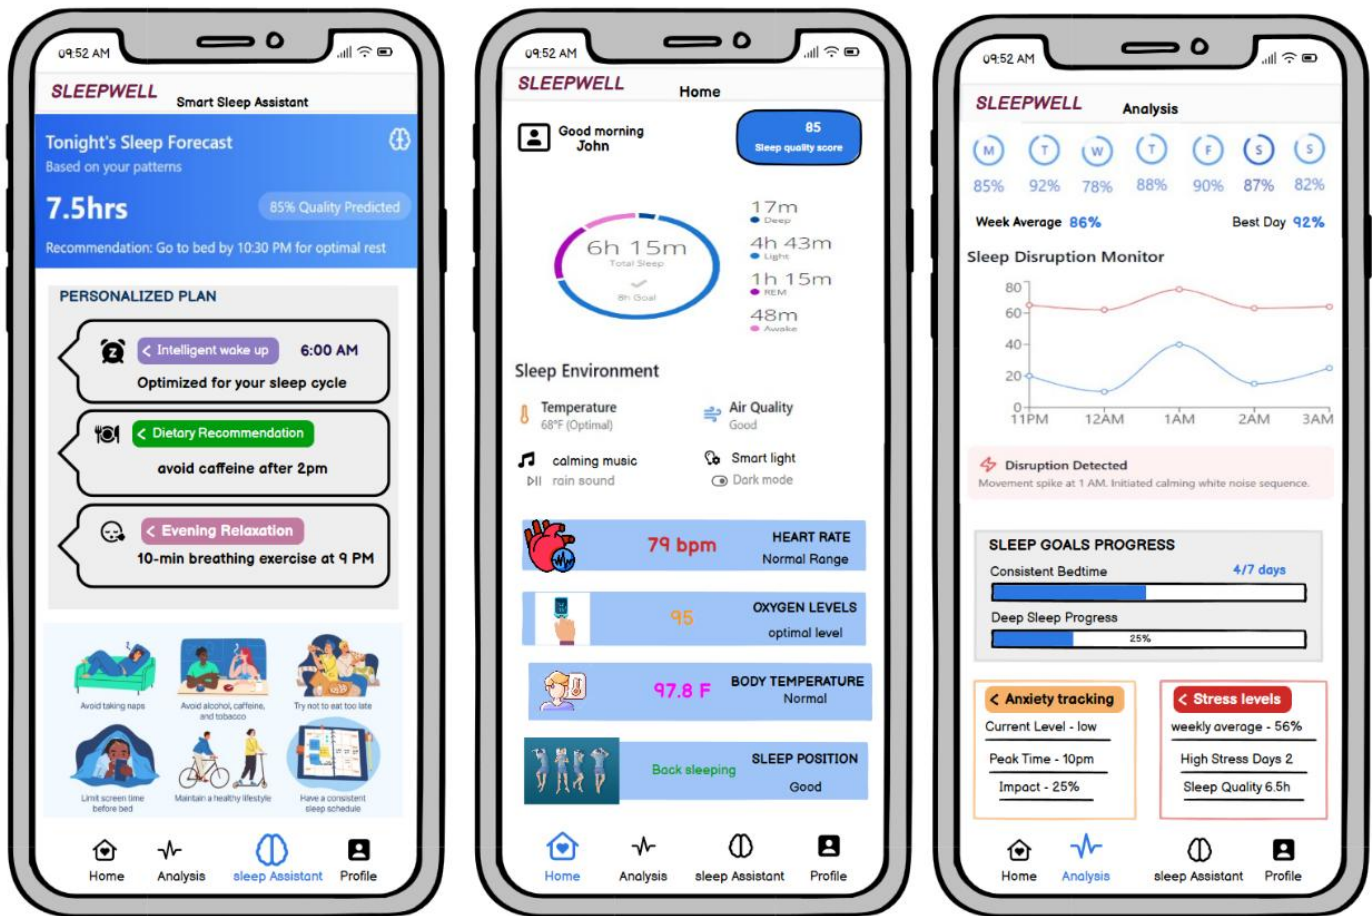 09:52 AM
SLEEPWELL
Smart Sleep Assistant
Tonight's Sleep Forecast
Based on your patterns
7.5hrs
85% Quality Predicted
Recommendation: Go to bed by 10:30 PM for optimal rest
PERSONALIZED PLAN
< Intelligent wake up 6:00 AM
Optimized for your sleep cycle
< Dietary Recommendation
avoid caffeine after 2pm
< Evening Relaxation
10-min breathing exercise at 9 PM
Avoid taking naps
Avoid alcohol, caffeine,
and tobacco
Try not to eat too late
Limit screen time
before bed
Maintain a healthy lifestyle
Have a consistent
sleep schedule
Home Analysis sleep Assistant Profile
09:52 AM
SLEEPWELL
Home
Good morning
John
85
Sleep quality score
6h 15m
Total Sleep
8h Goal
17m
Deep
4h 43m
Light
1h 15m
REM
48m
Awake
Sleep Environment
Temperature
68°F (Optimal)
Air Quality
Good
calming music
rain sound
Smart light
Dark mode
79 bpm
HEART RATE
Normal Range
95
OXYGEN LEVELS
optimal level
97.8 F
BODY TEMPERATURE
Normal
Back sleeping
SLEEP POSITION
Good
Home Analysis sleep Assistant Profile
09:52 AM
SLEEPWELL
Analysis
M T W T F S S
85% 92% 78% 88% 90% 87% 82%
Week Average 86% Best Day 92%
Sleep Disruption Monitor
80
60
40
20
0
11PM 12AM 1AM 2AM 3AM
Disruption Detected
Movement spike at 1 AM. Initiated calming white noise sequence.
SLEEP GOALS PROGRESS
Consistent Bedtime 4/7 days
Deep Sleep Progress
25%
< Anxiety tracking
Current Level - low
Peak Time - 10pm
Impact - 25%
< Stress levels
weekly average - 56%
High Stress Days 2
Sleep Quality 6.5h
Home Analysis sleep Assistant Profile